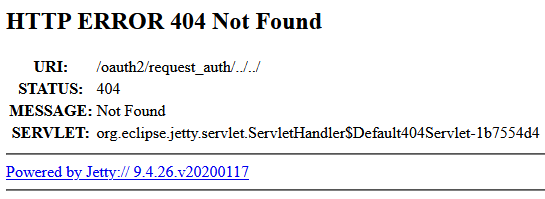 HTTP ERROR 404 Not Found
URI: /oauth2/request_auth/../../
STATUS: 404
MESSAGE: Not Found
SERVLET: org.eclipse.jetty.servlet.ServletHandler$Default404Servlet-1b7554d4
Powered by Jetty:// 9.4.26.v20200117